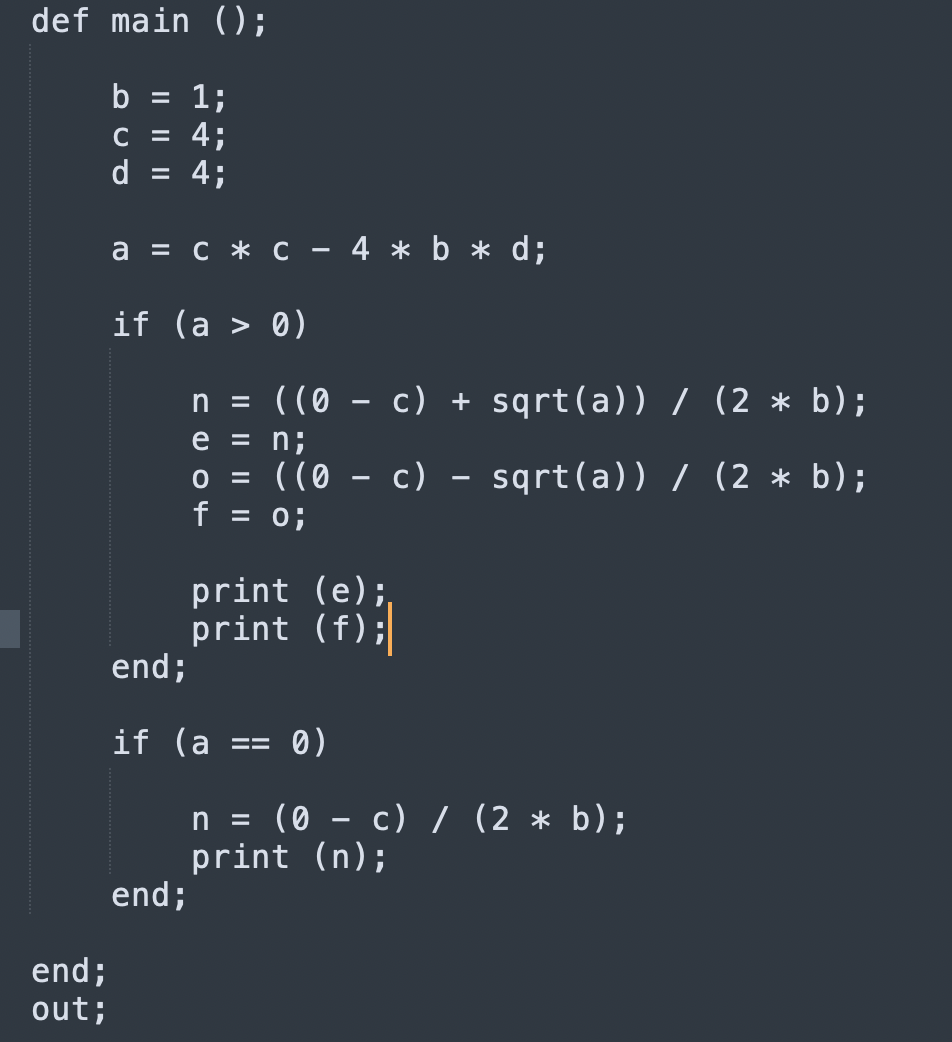 def main ();
b = 1;
c = 4;
d = 4;
a = c * c - 4 * b * d;
if (a > 0)
n = ((0 - c) + sqrt(a)) / (2 * b);
e = n;
o = ((0 - c) - sqrt(a)) / (2 * b);
f = o;
print (e);
print (f);
end;
if (a == 0)
n = (0 - c) / (2 * b);
print (n);
end;
end;
out;